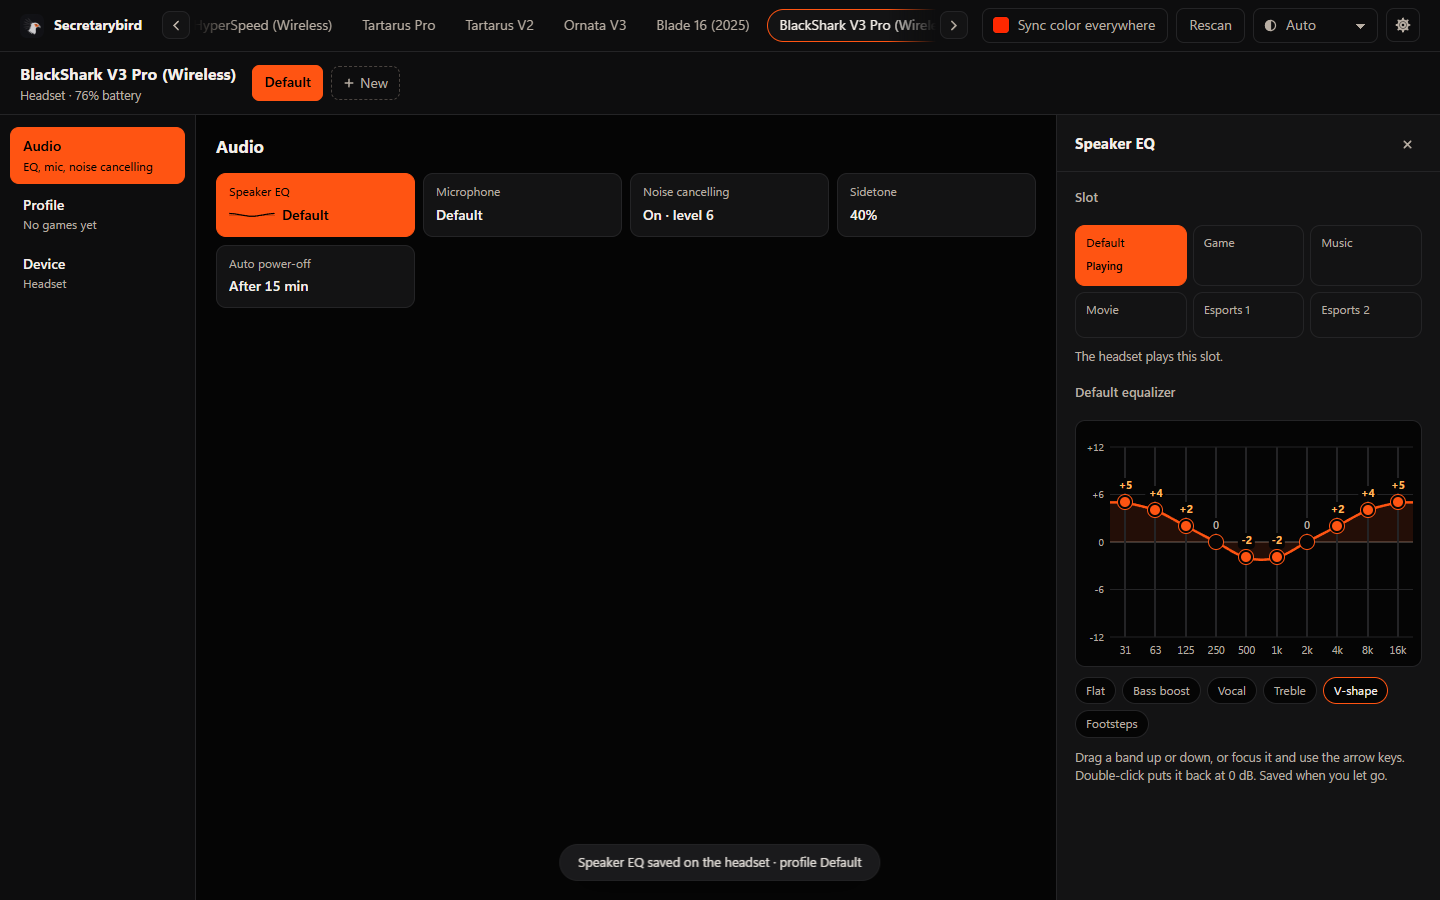 Secretarybird
HyperSpeed (Wireless)
Tartarus Pro
Tartarus V2
Ornata V3
Blade 16 (2025)
BlackShark V3 Pro (Wirele
Sync color everywhere
Rescan
Auto
BlackShark V3 Pro (Wireless)
Headset · 76% battery
Default
+ New
Audio
EQ, mic, noise cancelling
Profile
No games yet
Device
Headset
Audio
Speaker EQ
Default
Microphone
Default
Noise cancelling
On · level 6
Sidetone
40%
Auto power-off
After 15 min
Speaker EQ saved on the headset · profile Default
Speaker EQ
×
Slot
Default
Playing
Game
Music
Movie
Esports 1
Esports 2
The headset plays this slot.
Default equalizer
+12
+6
0
-6
-12
+5 +4 +2 0 -2 -2 0 +2 +4 +5
31 63 125 250 500 1k 2k 4k 8k 16k
Flat
Bass boost
Vocal
Treble
V-shape
Footsteps
Drag a band up or down, or focus it and use the arrow keys.
Double-click puts it back at 0 dB. Saved when you let go.